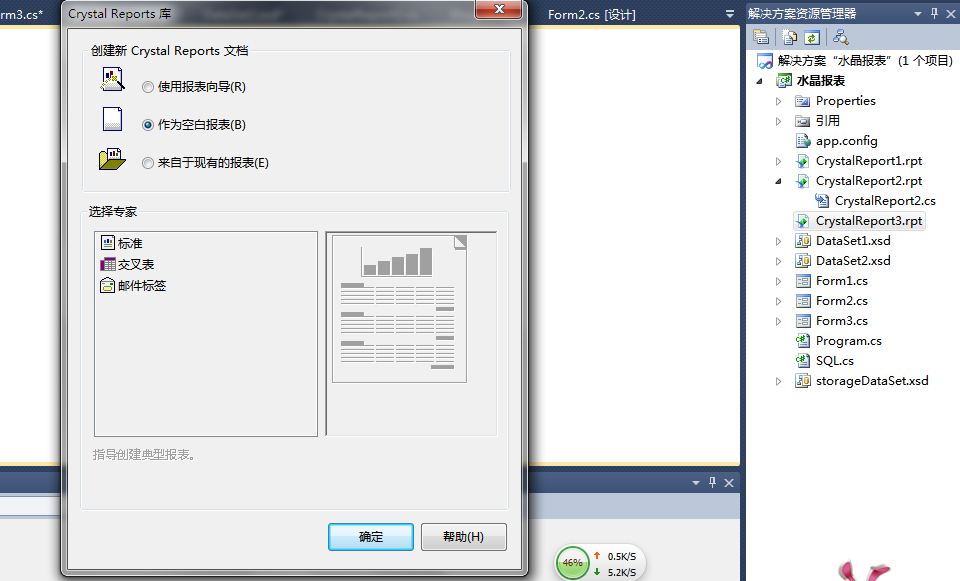 rm3.cs*
Crystal Reports 库
Form2.cs [设计]
解决方案资源管理器
创建新 Crystal Reports 文档
使用报表向导(R)
作为空白报表(B)
来自于现有的报表(E)
选择专家
标准
交叉表
邮件标签
指导创建典型报表。
确定
帮助(H)
解决方案“水晶报表”(1 个项目)
水晶报表
Properties
引用
app.config
CrystalReport1.rpt
CrystalReport2.rpt
CrystalReport2.cs
CrystalReport3.rpt
DataSet1.xsd
DataSet2.xsd
Form1.cs
Form2.cs
Form3.cs
Program.cs
SQL.cs
storageDataSet.xsd
46%
0.5K/S
5.2K/S